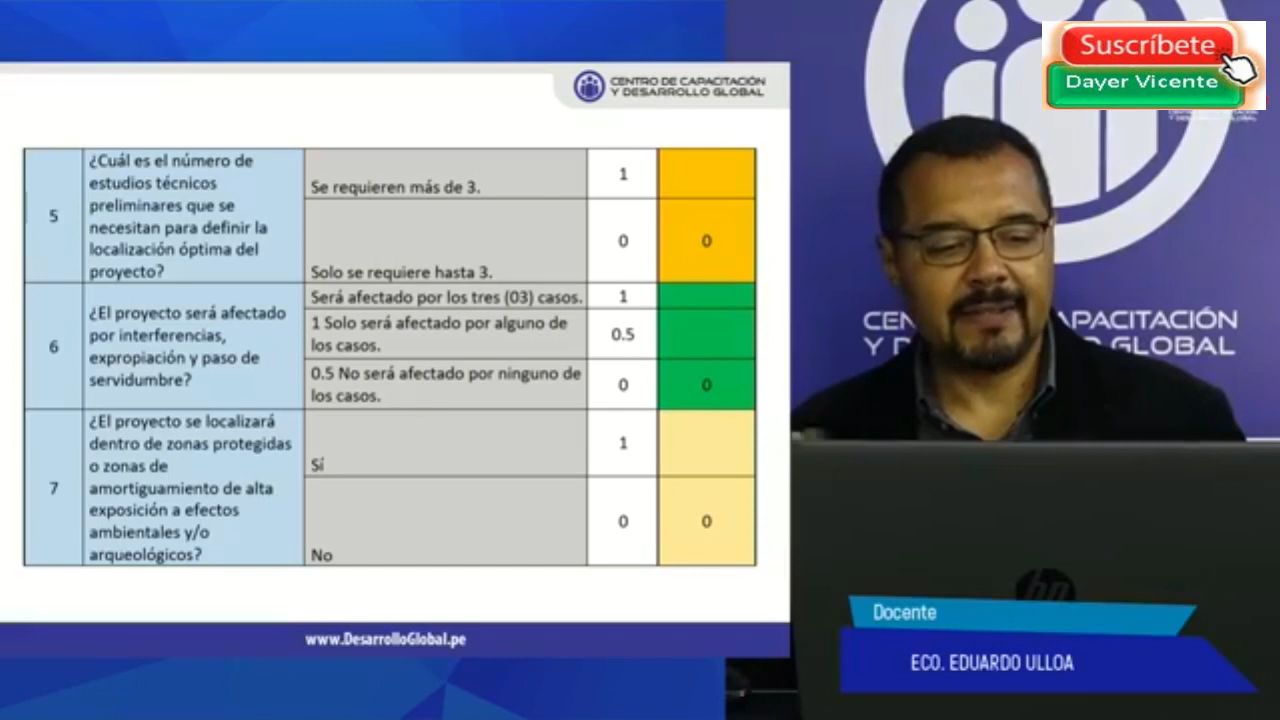 Suscríbete
Dayer Vicente
CENTRO DE CAPACITACIÓN
Y DESARROLLO GLOBAL
5
¿Cuál es el número de
estudios técnicos
preliminares que se
necesitan para definir la
localización óptima del
proyecto?
Se requieren más de 3.
1
Solo se requiere hasta 3.
0
0
6
¿El proyecto será afectado
por interferencias,
expropiación y paso de
servidumbre?
Será afectado por los tres (03) casos.
1
1 Solo será afectado por alguno de
los casos.
0.5
0.5 No será afectado por ninguno de
los casos.
0
0
7
¿El proyecto se localizará
dentro de zonas protegidas
o zonas de
amortiguamiento de alta
exposición a efectos
ambientales y/o
arqueológicos?
Sí
1
No
0
0
www.DesarrolloGlobal.pe
CEN APACITACIÓN
Y D LO GLOBAL
hp
Docente
ECO. EDUARDO ULLOA